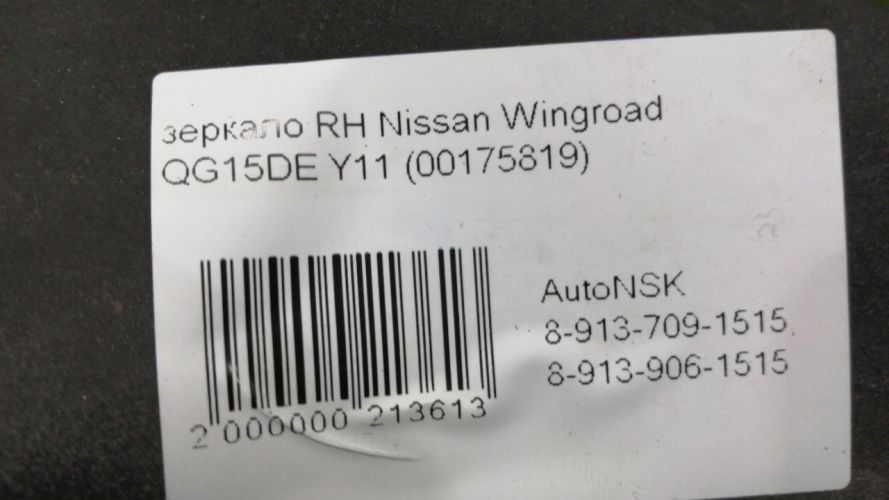 зеркало RH Nissan Wingroad
QG15DE Y11 (00175819)
AutoNSK
8-913-709-1515
8-913-906-1515
2 000000 213613